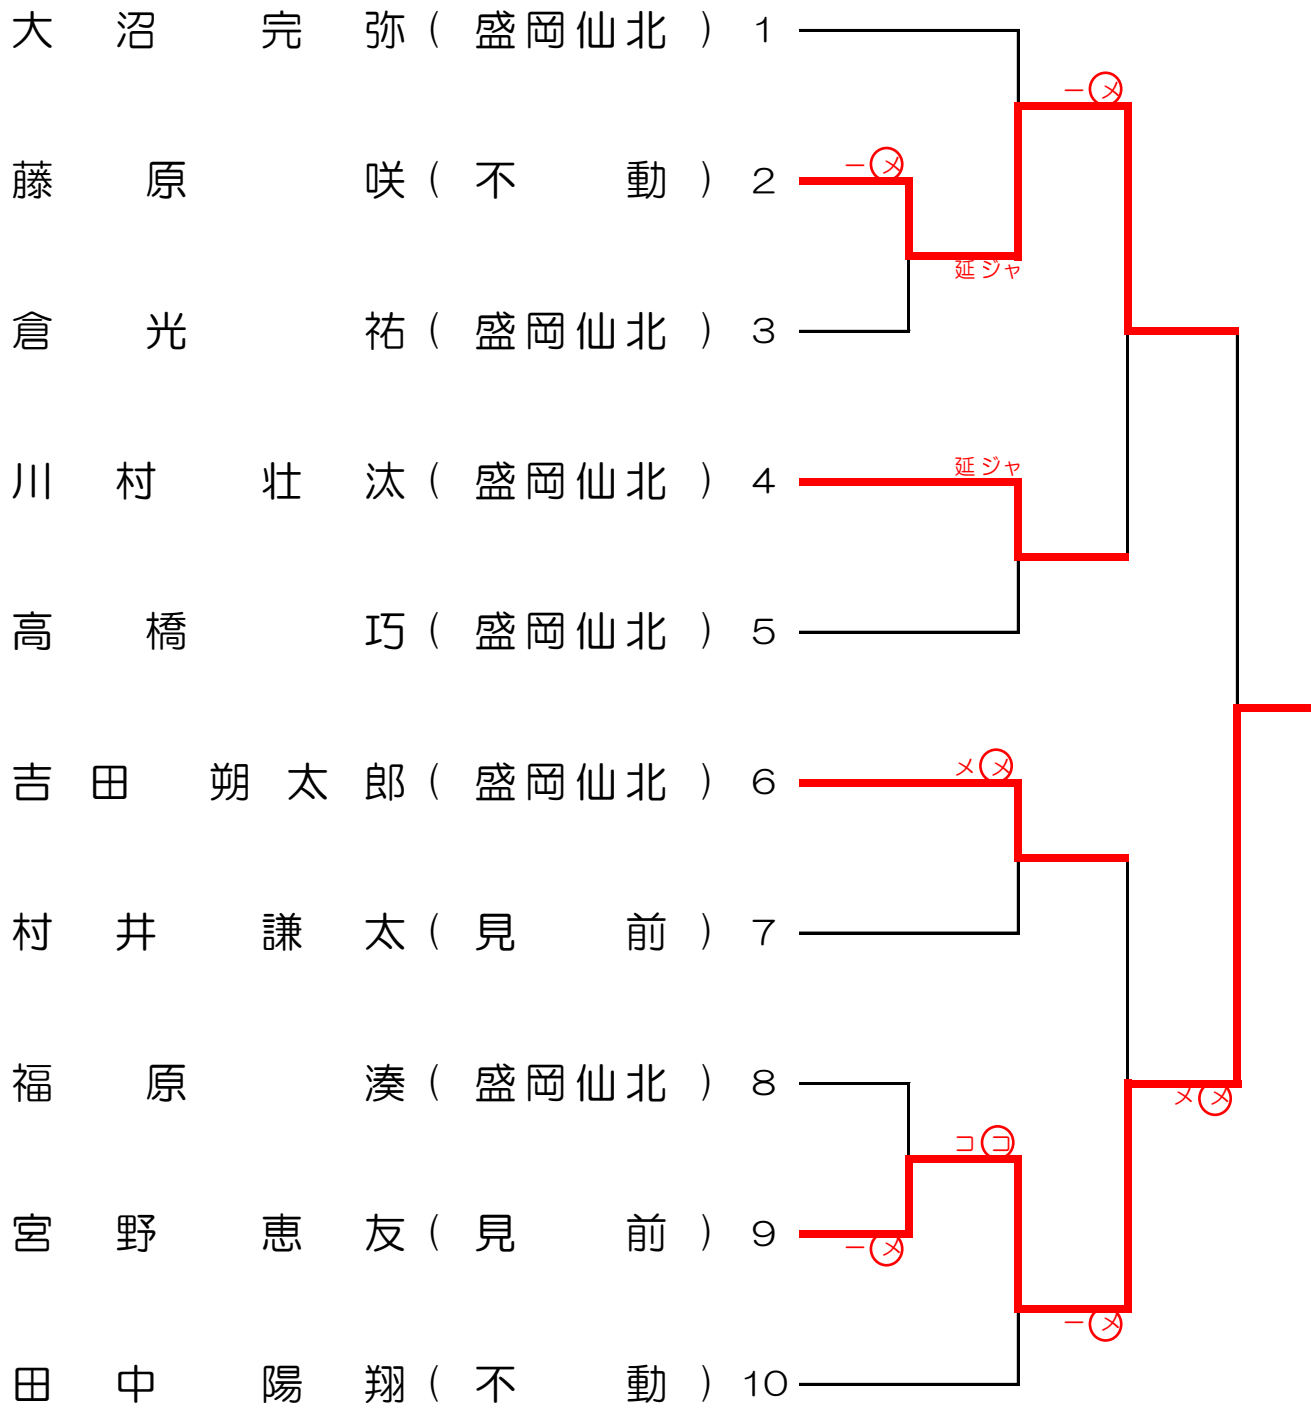 大沼完弥(盛岡仙北) 1
一メ
一メ
藤原咲(不動) 2
延ジャ
倉光祐(盛岡仙北) 3
延ジャ
川村壮汰(盛岡仙北) 4
高橋巧(盛岡仙北) 5
メメ
吉田朔太郎(盛岡仙北) 6
村井謙太(見前) 7
福原湊(盛岡仙北) 8
メメ
ココ
宮野恵友(見前) 9
一メ
一メ
田中陽翔(不動) 10